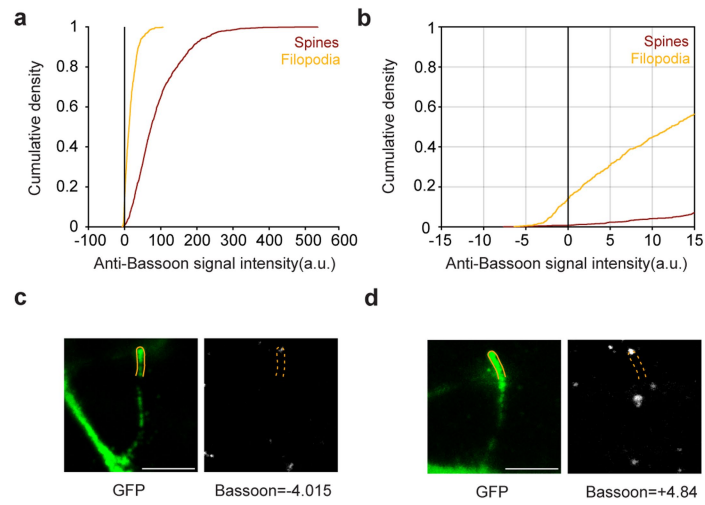 a
Cumulative density
1
0.8
0.6
0.4
0.2
0
-100 0 100 200 300 400 500 600
Anti-Bassoon signal intensity(a.u.)
Spines
Filopodia
b
Cumulative density
1
0.8
0.6
0.4
0.2
0
-15 -10 -5 0 5 10 15
Anti-Bassoon signal intensity(a.u.)
Spines
Filopodia
c
GFP
Bassoon=-4.015
d
GFP
Bassoon=+4.84